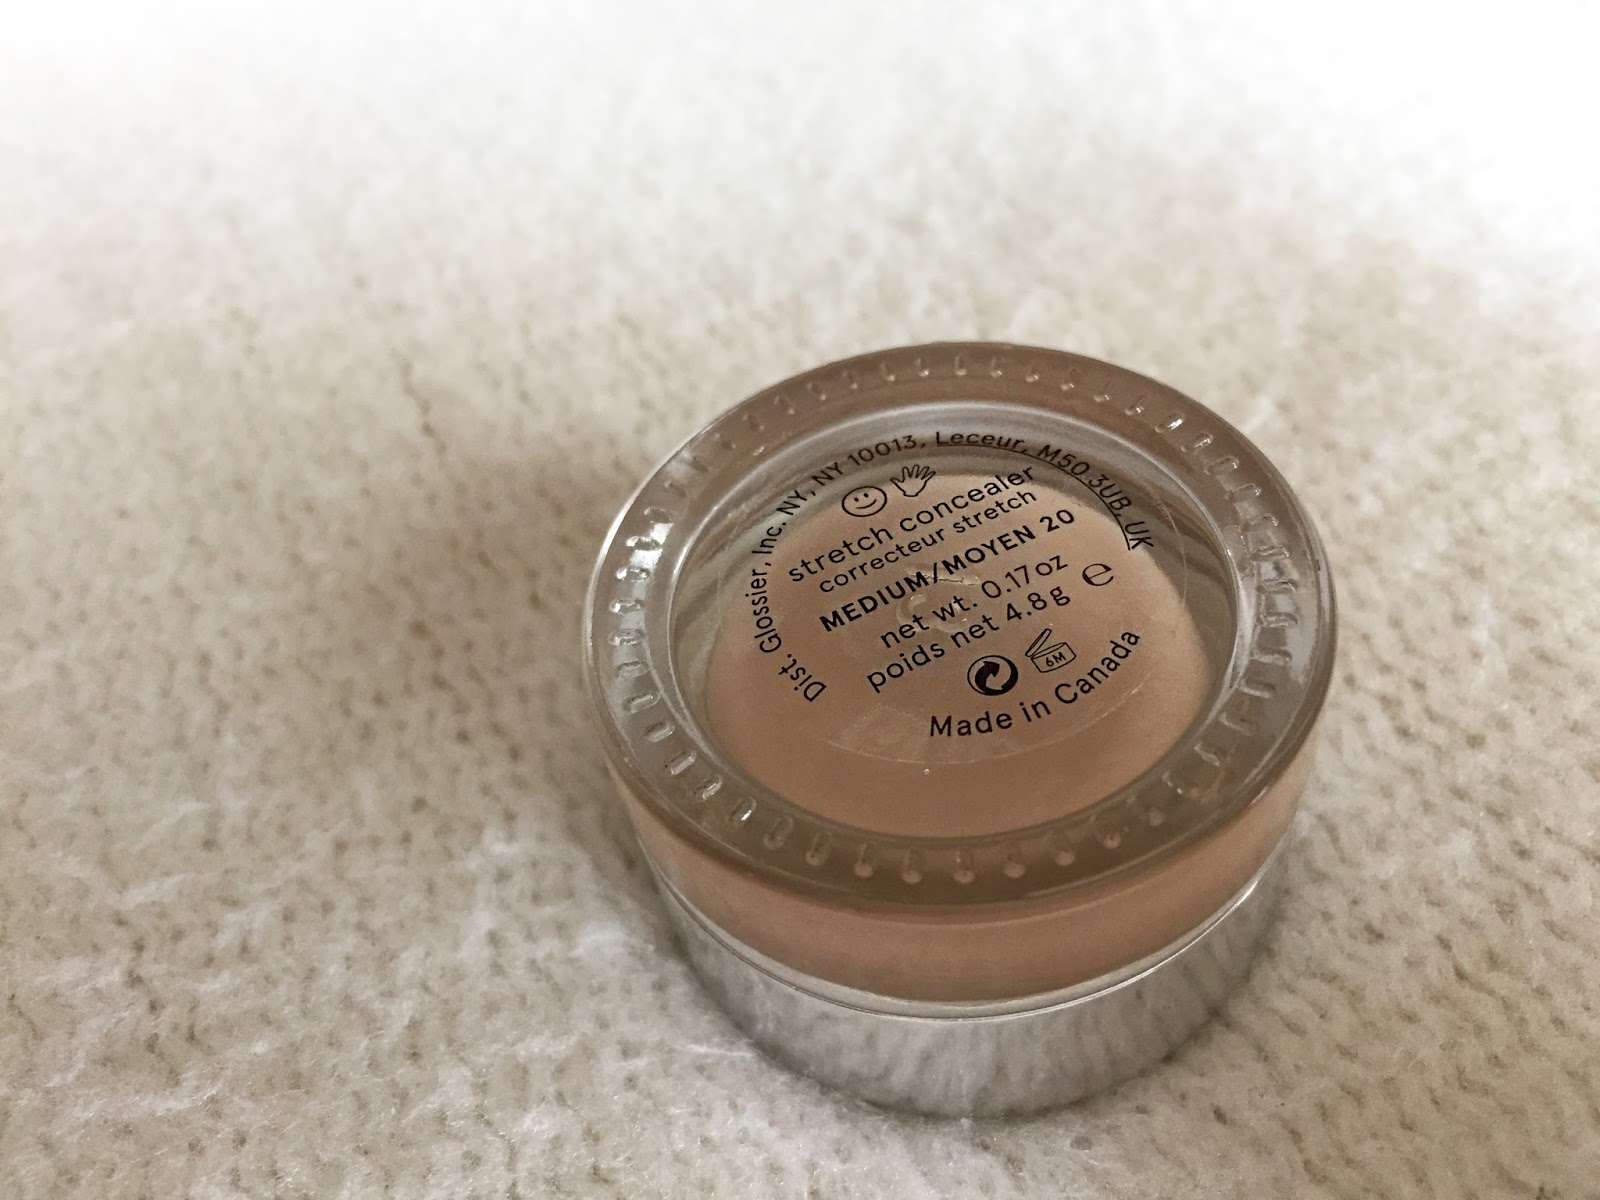 Dist. Glossier, Inc. NY, NY 10013, Leceur, M50 3UB, UK
stretch concealer
correcteur stretch
MEDIUM/MOYEN 20
net wt. 0.17oz
poids net 4.8g e
6M
Made in Canada